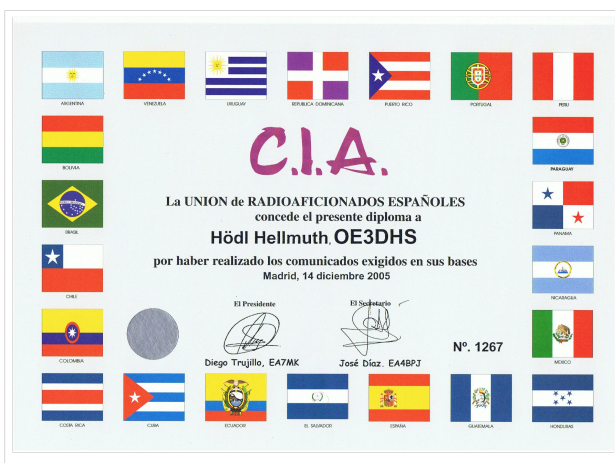 ARGENTINA
VENEZUELA
URUGUAY
REPUBLICA DOMINICANA
PUERTO RICO
PORTUGAL
PERU
BOLIVIA
C.I.A.
PARAGUAY
La UNION de RADIOAFICIONADOS ESPAÑOLES
concede el presente diploma a
Hödl Hellmuth, OE3DHS
BRASIL
PANAMA
por haber realizado los comunicados exigidos en sus bases
Madrid, 14 diciembre 2005
CHILE
NICARAGUA
El Presidente
El Secretario
Diego Trujillo, EA7MK
José Díaz. EA4BPJ
Nº. 1267
COLOMBIA
MEXICO
COSTA RICA
CUBA
ECUADOR
EL SALVADOR
ESPAÑA
GUATEMALA
HONDURAS